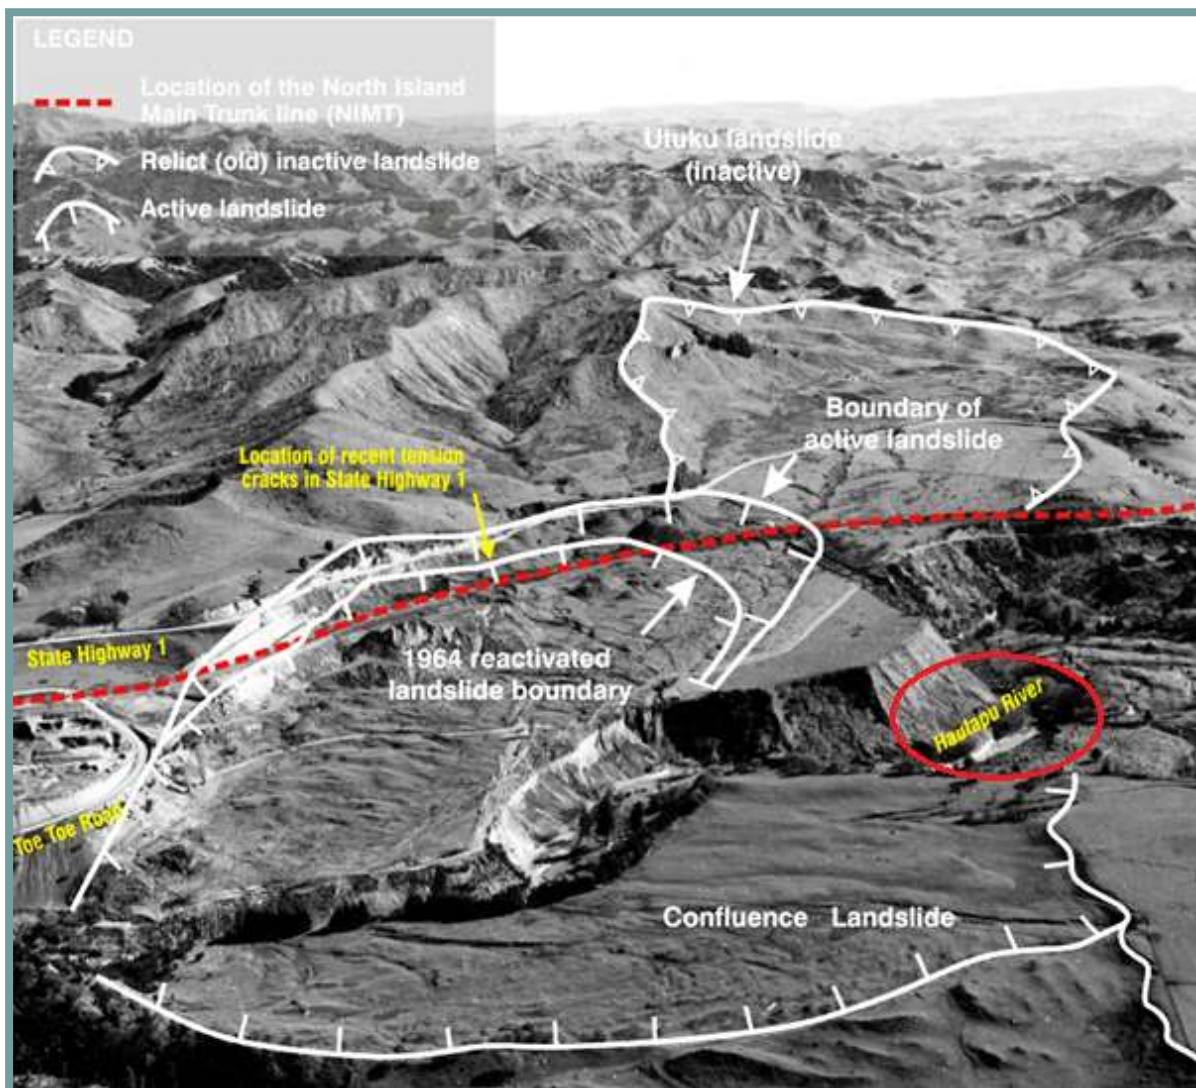 LEGEND
Location of the North Island
Main Trunk line (NIMT)
Relict (old) inactive landslide
Active landslide
Utuku landslide
(inactive)
Boundary of
active landslide
Location of recent tension
cracks in State Highway 1
State Highway 1
1964 reactivated
landslide boundary
Hautapu River
Toe Toe Road
Confluence Landslide